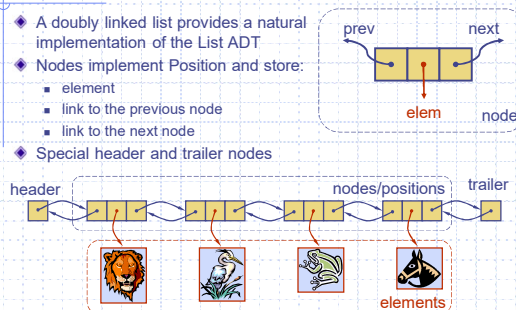 A doubly linked list provides a natural
implementation of the List ADT
Nodes implement Position and store:
element
link to the previous node
link to the next node
Special header and trailer nodes
prev
next
elem
node
header
nodes/positions
trailer
elements